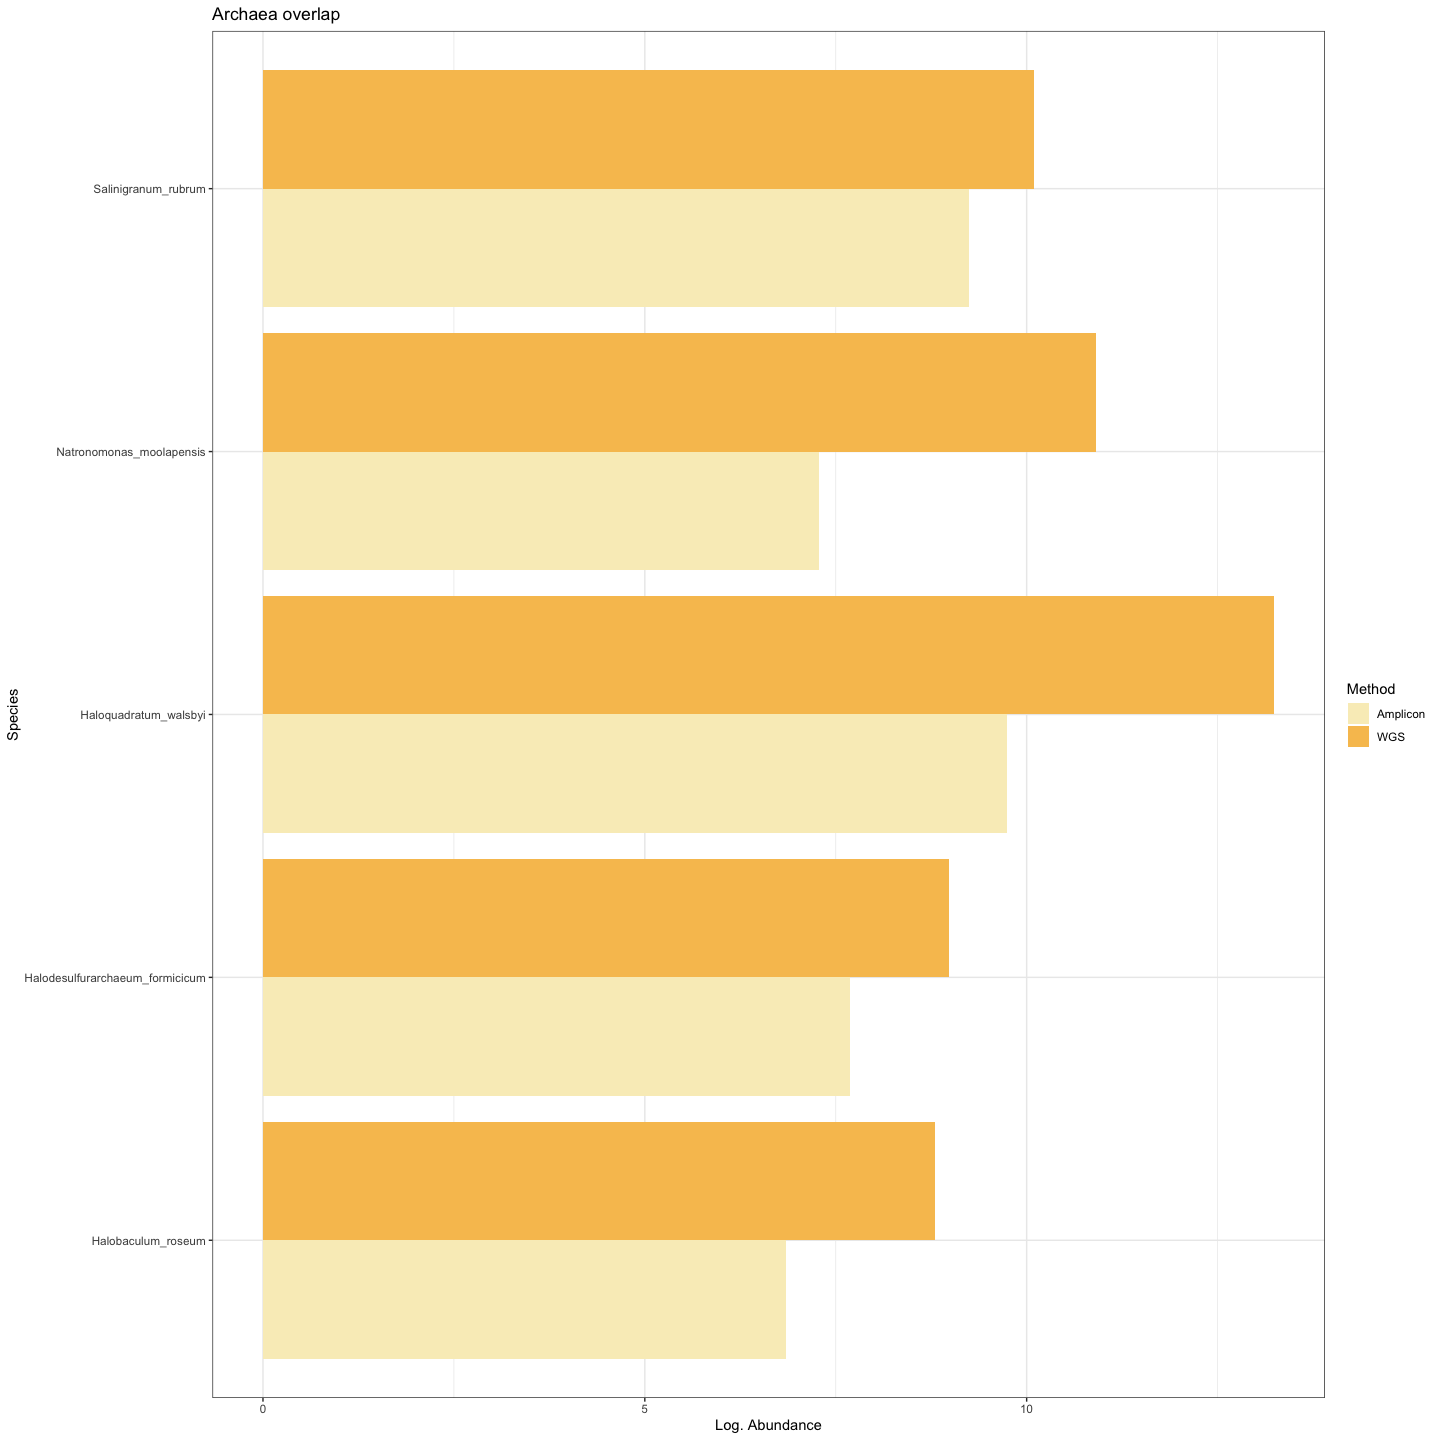 Archaea overlap
Salinigranum_rubrum
Natronomonas_moolapensis
Haloquadratum_walsbyi
Halodesulfurarchaeum_formicicum
Halobaculum_roseum
Species
0 5 10
Log. Abundance
Method
Amplicon
WGS